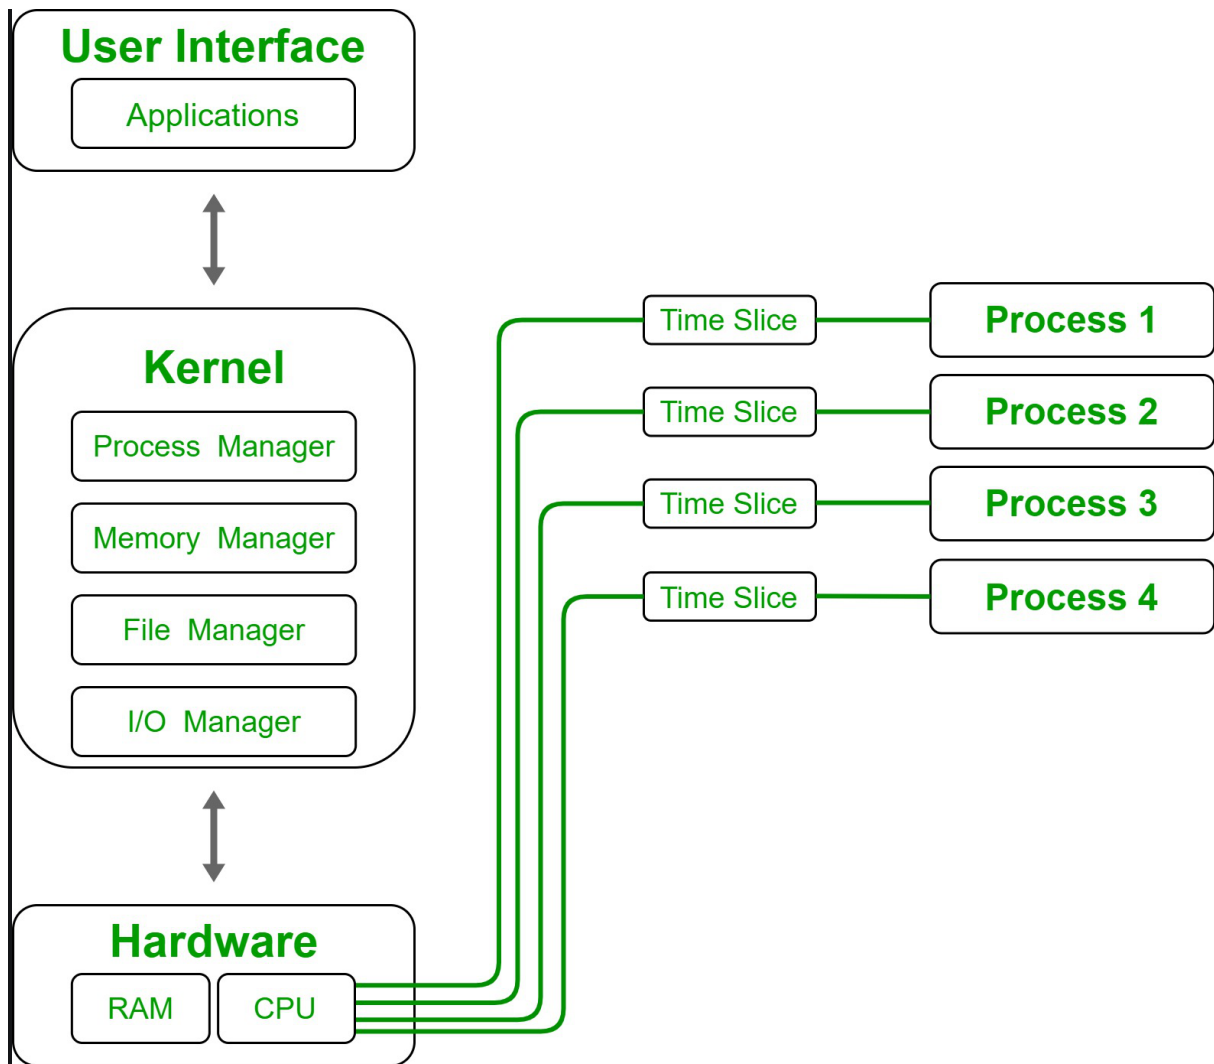 User Interface
Applications
Kernel
Process Manager
Memory Manager
File Manager
I/O Manager
Hardware
RAM
CPU
Time Slice
Process 1
Time Slice
Process 2
Time Slice
Process 3
Time Slice
Process 4